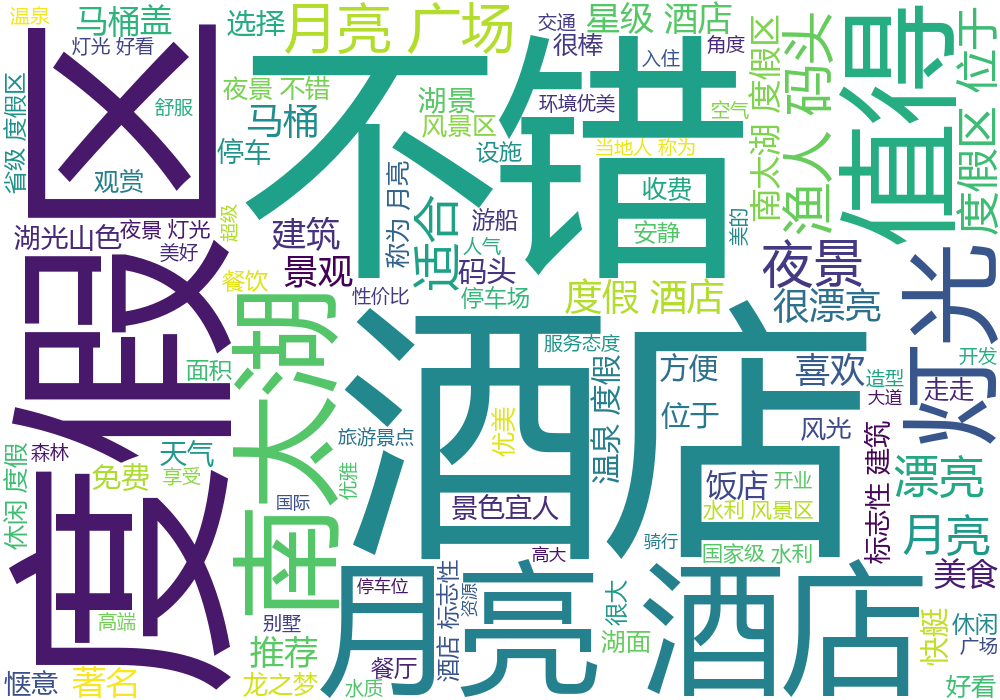 温泉
马桶盖
选择
月亮 广场
交通
星级 酒店
很棒
入住
角度
度假区
码头
值得
位于
灯光 好看
不错
夜景 不错
湖景
环境优美
空气
舒服
马桶
风景区
当地人 称为
省级 度假区
区
停车
设施
南太湖
渔人
度假区
观赏
收费
湖光山色
夜景 灯光
超级
建筑
称为 月亮
适合
游船
安静
美的
美好
人气
夜景
景观
码头
餐饮
性价比
停车场
度假 酒店
很漂亮
灯光
度假
南太湖
酒店
服务态度
方便
喜欢
开发
面积
造型
走走
大道
温泉 度假
位于
风光
森林
天气
旅游景点
优美
标志性 建筑
休闲 度假
免费
享受
优雅
饭店
开业
漂亮
国际
景色宜人
水利 风景区
月亮
骑行
国家级 水利
高大
月亮 酒店
停车位
酒店 标志性
资源
美食
高端
别墅
很大
快艇
休闲
推荐
湖面
广场
惬意
著名
龙之梦
餐厅
水质
好看